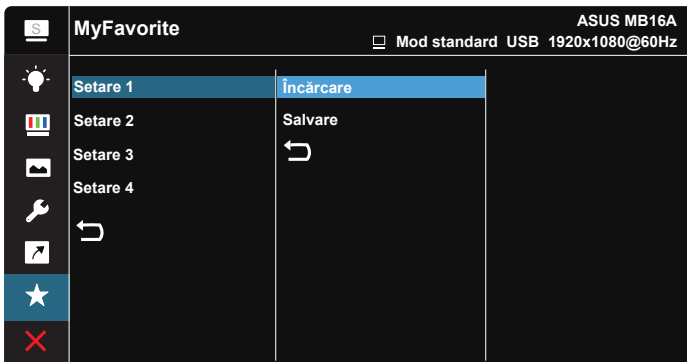 S
MyFavorite
ASUS MB16A
Mod standard USB 1920x1080@60Hz
Setare 1
Încărcare
Setare 2
Salvare
Setare 3
Setare 4